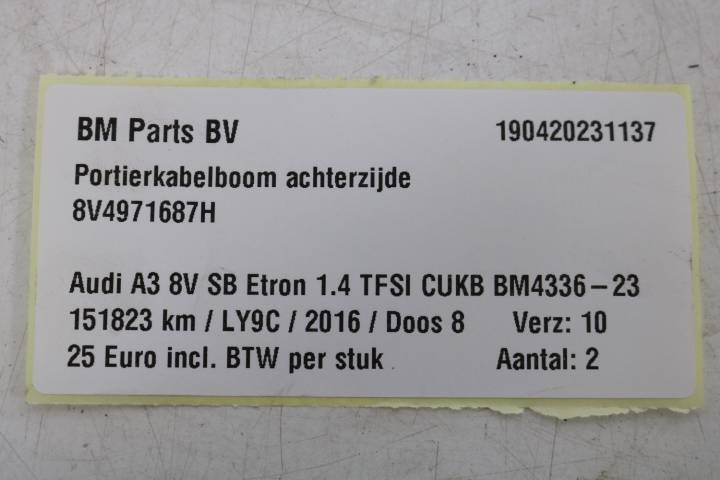 BM Parts BV 190420231137
Portierkabelboom achterzijde
8V4971687H
Audi A3 8V SB Etron 1.4 TFSI CUKB BM4336-23
151823 km / LY9C / 2016 / Doos 8 Verz: 10
25 Euro incl. BTW per stuk Aantal: 2